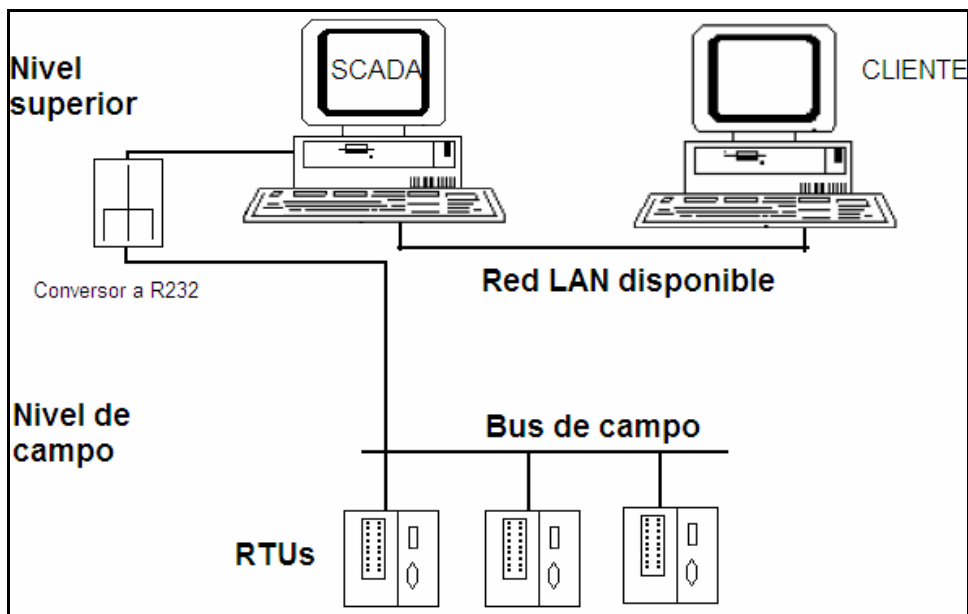 Nivel
superior
SCADA
CLIENTE
Conversor a R232
Red LAN disponible
Nivel de
campo
Bus de campo
RTUs